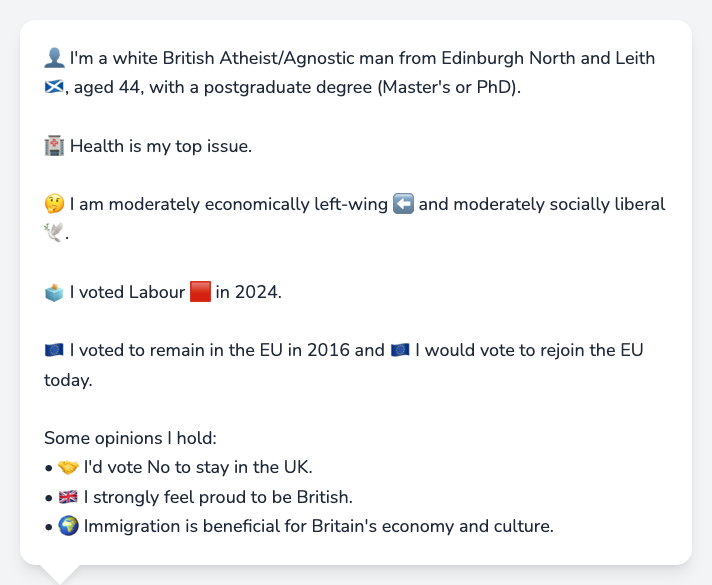 👤 I'm a white British Atheist/Agnostic man from Edinburgh North and Leith
🏴󠁧󠁢󠁳󠁣󠁴󠁿, aged 44, with a postgraduate degree (Master's or PhD).
🏥 Health is my top issue.
🤔 I am moderately economically left-wing ⬅️ and moderately socially liberal
🕊️.
🗳️ I voted Labour 🟥 in 2024.
🇪🇺 I voted to remain in the EU in 2016 and 🇪🇺 I would vote to rejoin the EU
today.
Some opinions I hold:
• 🤝 I'd vote No to stay in the UK.
• 🇬🇧 I strongly feel proud to be British.
• 🌍 Immigration is beneficial for Britain's economy and culture.